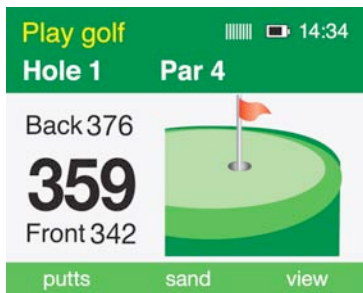 Play golf 14:34
Hole 1 Par 4
Back 376
359
Front 342
putts sand view